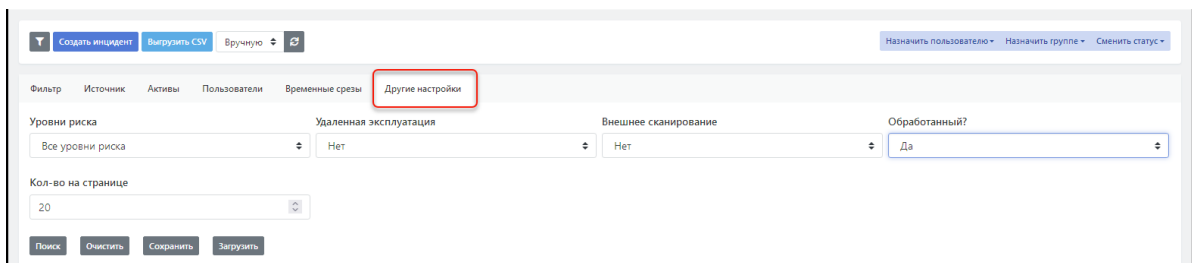 Создать инцидент Выгрузить CSV Вручную Назначить пользователю Назначить группе Сменить статус
Фильтр Источник Активы Пользователи Временные срезы Другие настройки
Уровни риска Удаленная эксплуатация Внешнее сканирование Обработанный?
Все уровни риска Нет Нет Да
Кол-во на странице
20
Поиск Очистить Сохранить Загрузить